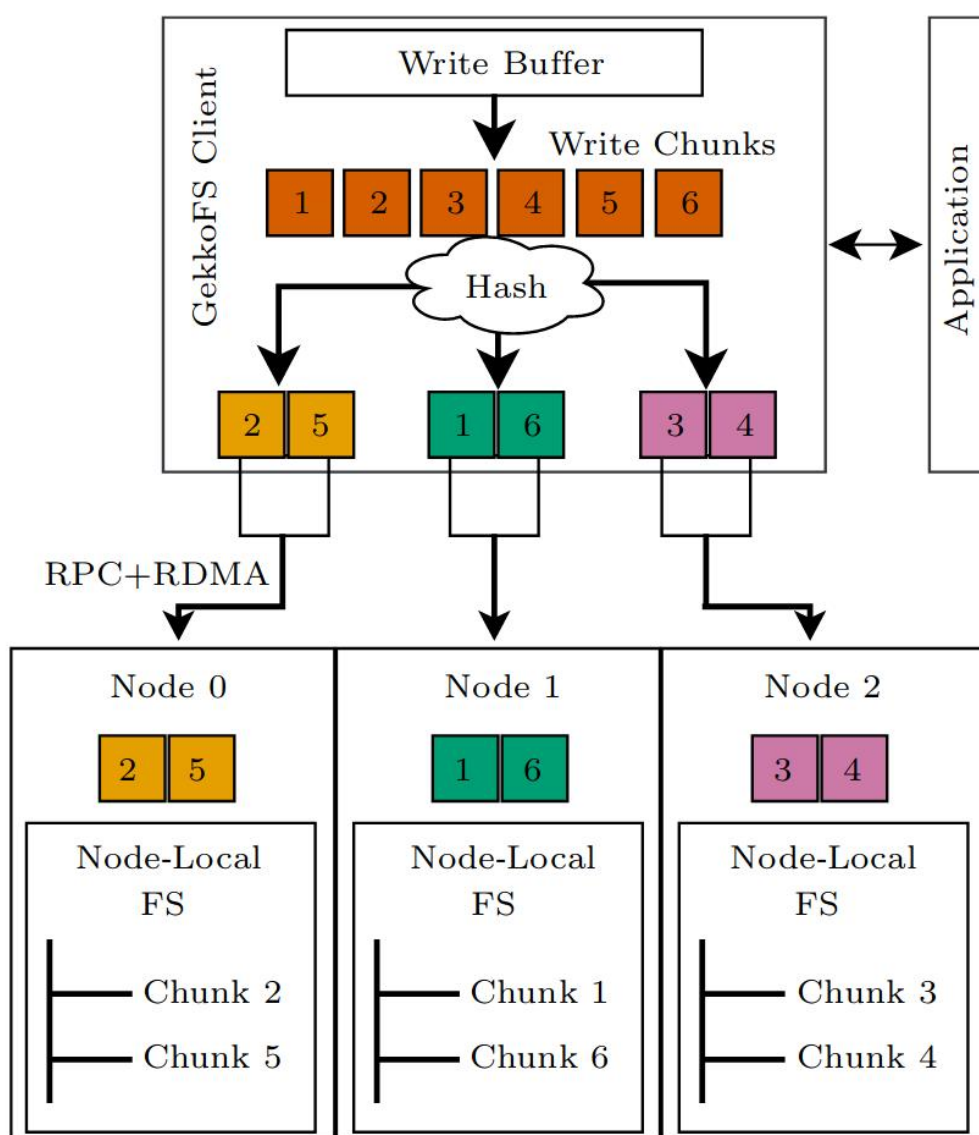 Write Buffer
GekkoFS Client
Write Chunks
1 2 3 4 5 6
Hash
Application
2 5 1 6 3 4
RPC+RDMA
Node 0 Node 1 Node 2
2 5 1 6 3 4
Node-Local Node-Local Node-Local
FS FS FS
Chunk 2 Chunk 1 Chunk 3
Chunk 5 Chunk 6 Chunk 4